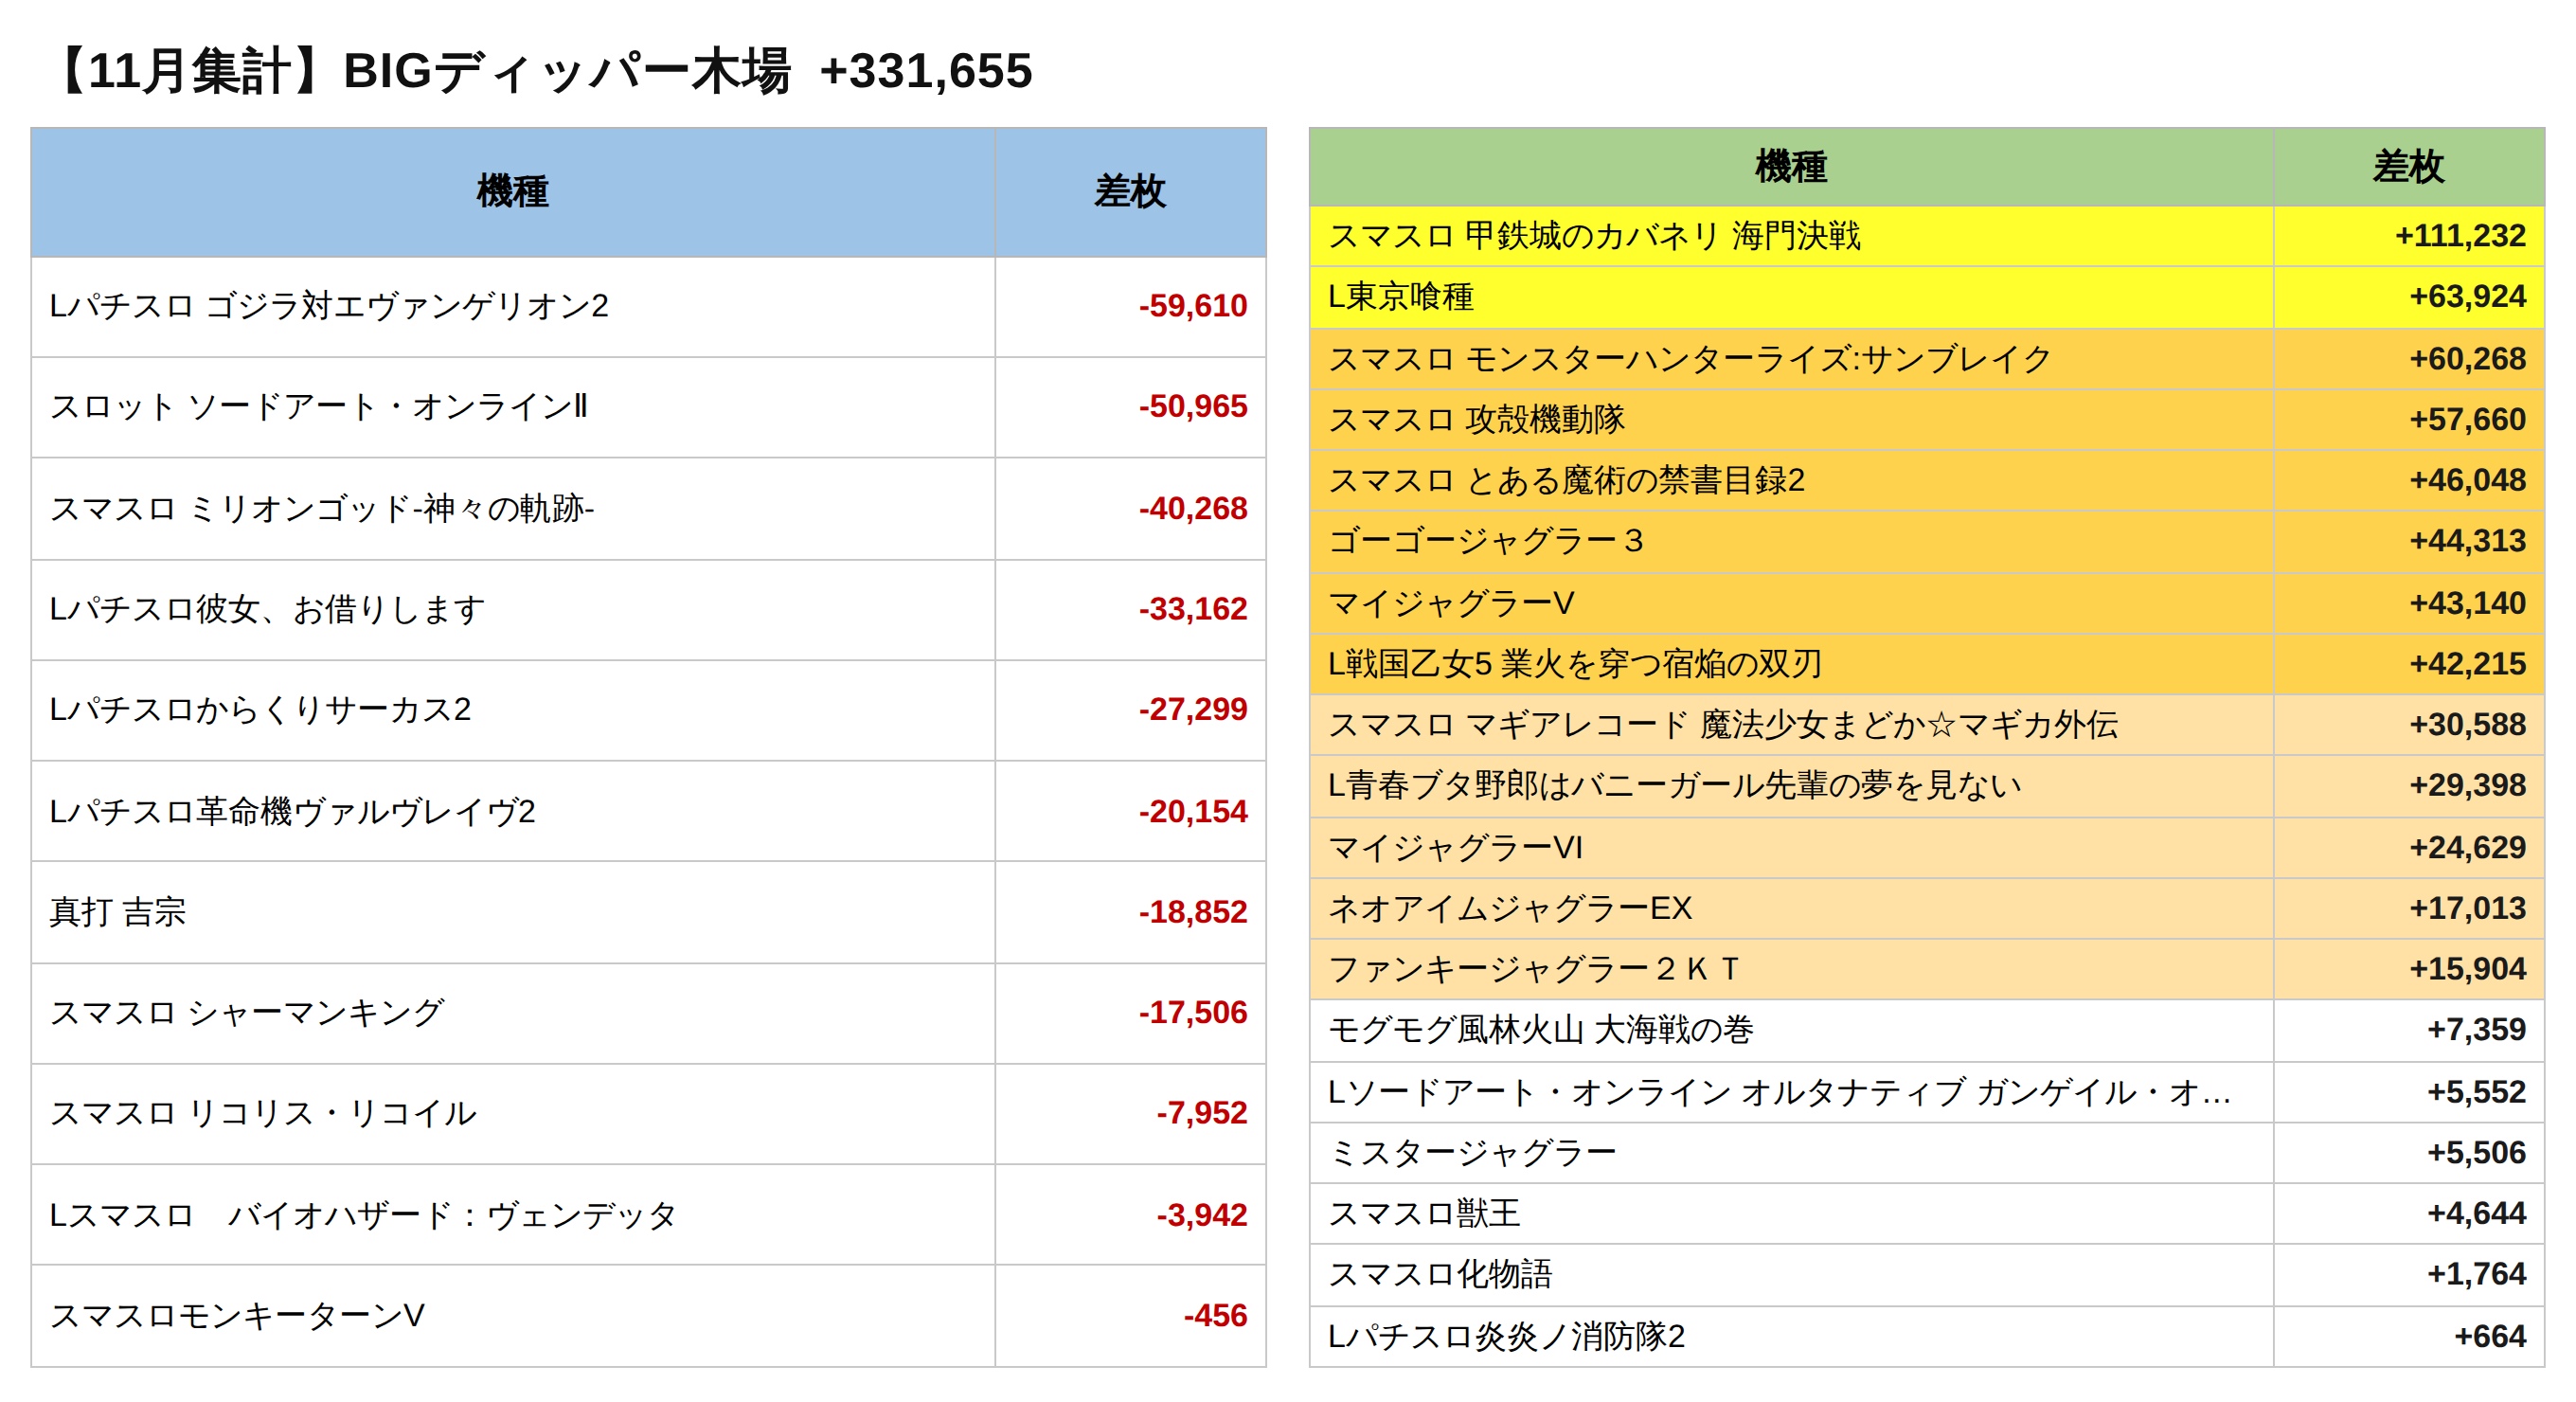 【11月集計】BIGディッパー木場 +331,655
機種 差枚
Lパチスロ ゴジラ対エヴァンゲリオン2 -59,610
スロット ソードアート・オンラインⅡ -50,965
スマスロ ミリオンゴッド-神々の軌跡- -40,268
Lパチスロ彼女、お借りします -33,162
Lパチスロからくりサーカス2 -27,299
Lパチスロ革命機ヴァルヴレイヴ2 -20,154
真打 吉宗 -18,852
スマスロ シャーマンキング -17,506
スマスロ リコリス・リコイル -7,952
Lスマスロ　バイオハザード：ヴェンデッタ -3,942
スマスロモンキーターンV -456
機種 差枚
スマスロ 甲鉄城のカバネリ 海門決戦 +111,232
L東京喰種 +63,924
スマスロ モンスターハンターライズ:サンブレイク +60,268
スマスロ 攻殻機動隊 +57,660
スマスロ とある魔術の禁書目録2 +46,048
ゴーゴージャグラー３ +44,313
マイジャグラーV +43,140
L戦国乙女5 業火を穿つ宿焔の双刃 +42,215
スマスロ マギアレコード 魔法少女まどか☆マギカ外伝 +30,588
L青春ブタ野郎はバニーガール先輩の夢を見ない +29,398
マイジャグラーVI +24,629
ネオアイムジャグラーEX +17,013
ファンキージャグラー２ＫＴ +15,904
モグモグ風林火山 大海戦の巻 +7,359
Lソードアート・オンライン オルタナティブ ガンゲイル・オ… +5,552
ミスタージャグラー +5,506
スマスロ獣王 +4,644
スマスロ化物語 +1,764
Lパチスロ炎炎ノ消防隊2 +664